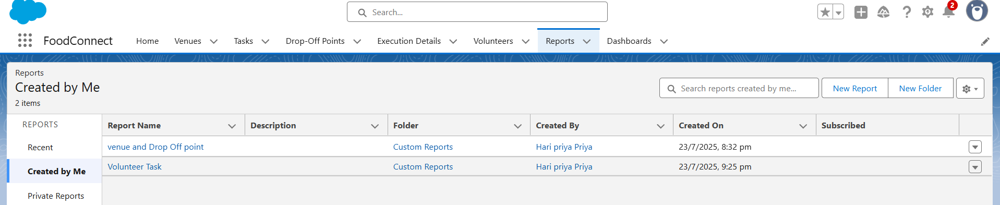 Search...
2
FoodConnect Home Venues Tasks Drop-Off Points Execution Details Volunteers Reports Dashboards
Reports
Created by Me
2 items
Search reports created by me... New Report New Folder
REPORTS
Recent
Created by Me
Private Reports
Report Name Description Folder Created By Created On Subscribed
venue and Drop Off point Custom Reports Hari priya Priya 23/7/2025, 8:32 pm
Volunteer Task Custom Reports Hari priya Priya 23/7/2025, 9:25 pm